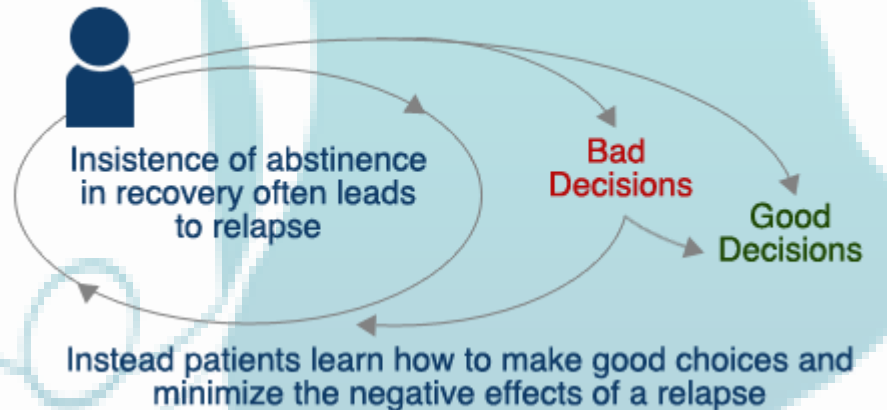 Insistence of abstinence
in recovery often leads
to relapse
Bad
Decisions
Good
Decisions
Instead patients learn how to make good choices and
minimize the negative effects of a relapse